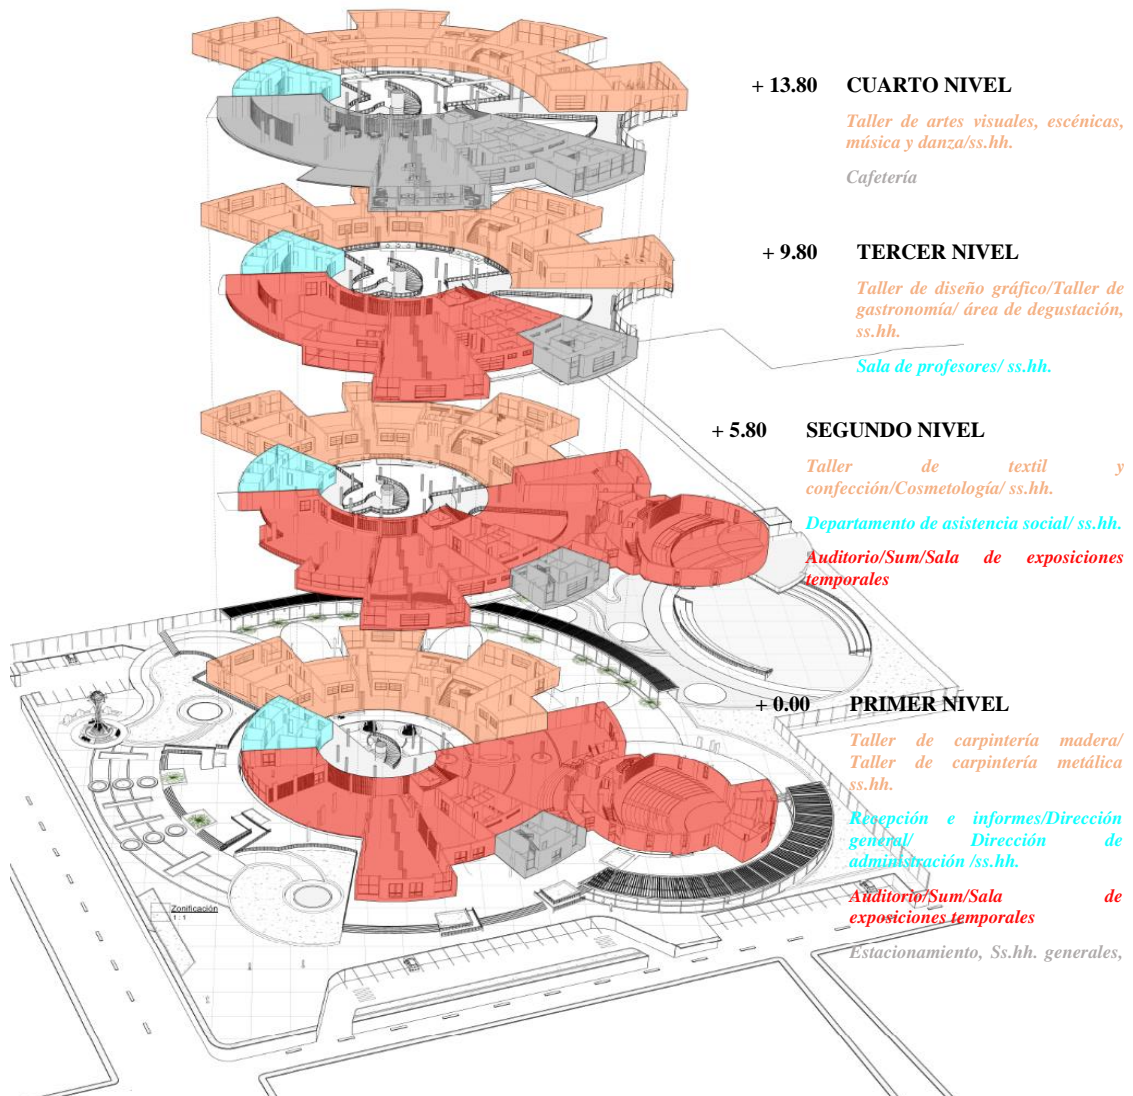 + 13.80 CUARTO NIVEL
Taller de artes visuales, escénicas,
música y danza/ss.hh.
Cafetería
+ 9.80 TERCER NIVEL
Taller de diseño gráfico/Taller de
gastronomía/ área de degustación,
ss.hh.
Sala de profesores/ ss.hh.
+ 5.80 SEGUNDO NIVEL
Taller de textil y
confección/Cosmetología/ ss.hh.
Departamento de asistencia social/ ss.hh.
Auditorio/Sum/Sala de exposiciones
temporales
+ 0.00 PRIMER NIVEL
Taller de carpintería madera/
Taller de carpintería metálica
ss.hh.
Recepción e informes/Dirección
general/ Dirección de
administración /ss.hh.
Auditorio/Sum/Sala de
exposiciones temporales
Estacionamiento, Ss.hh. generales,
Zonificación
1 : 1